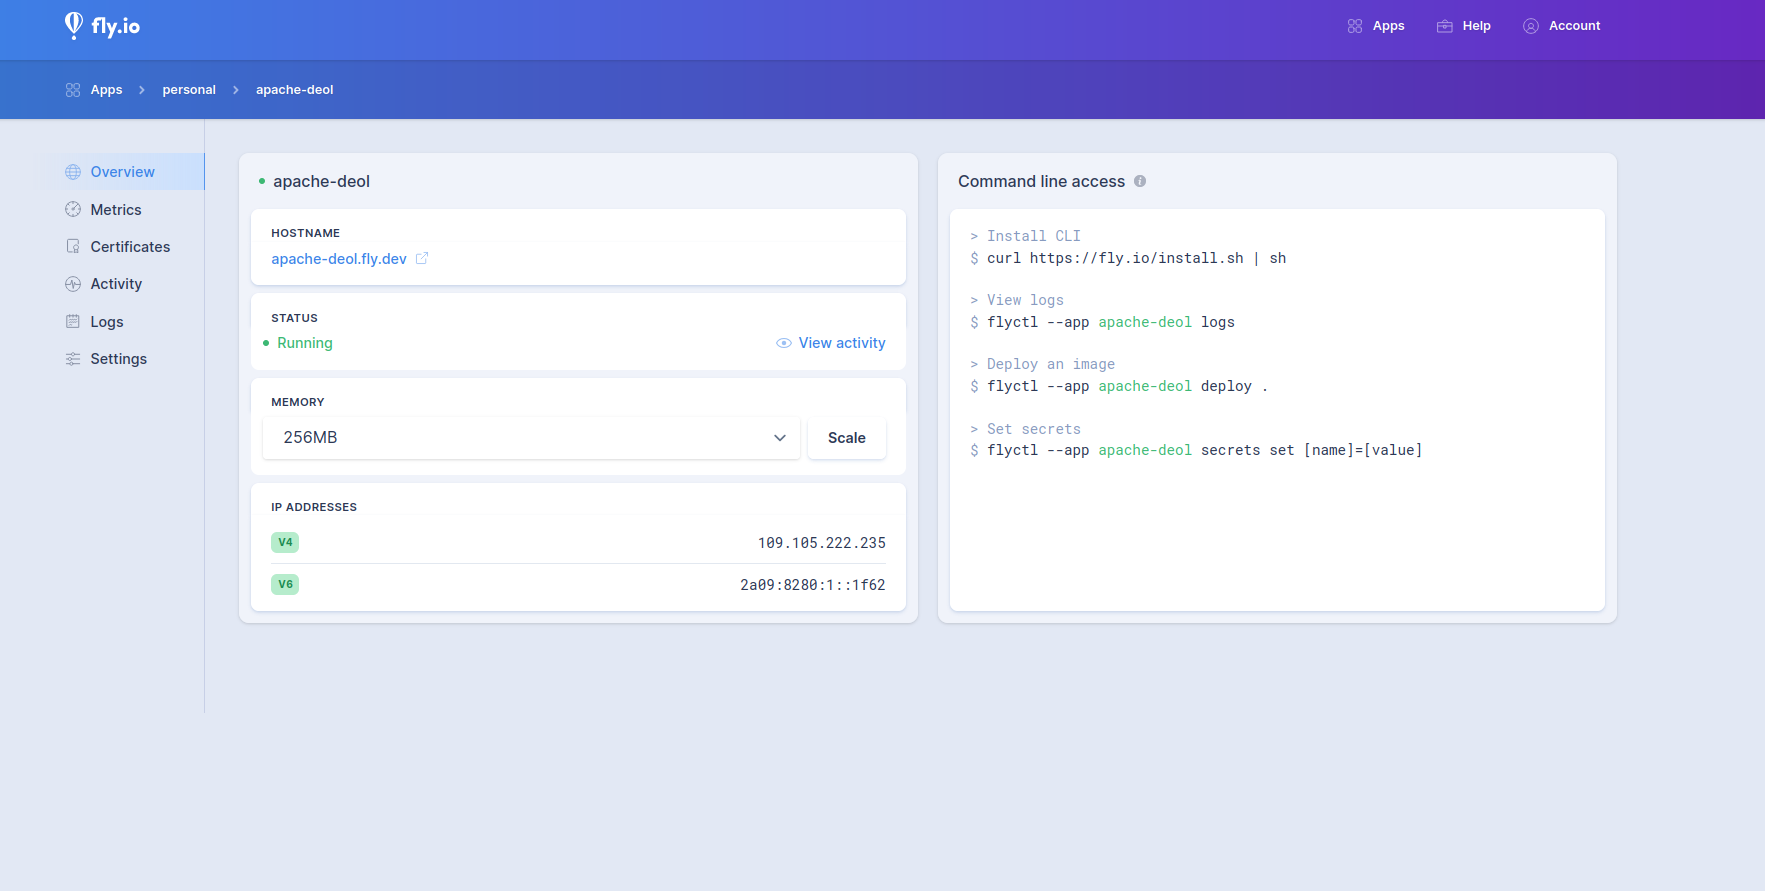 fly.io
Apps
Help
Account
Apps
personal
apache-deol
Overview
Metrics
Certificates
Activity
Logs
Settings
apache-deol
HOSTNAME
apache-deol.fly.dev
STATUS
Running
View activity
MEMORY
256MB
Scale
IP ADDRESSES
V4
109.105.222.235
V6
2a09:8280:1::1f62
Command line access
> Install CLI
$ curl https://fly.io/install.sh | sh
> View logs
$ flyctl --app apache-deol logs
> Deploy an image
$ flyctl --app apache-deol deploy .
> Set secrets
$ flyctl --app apache-deol secrets set [name]=[value]